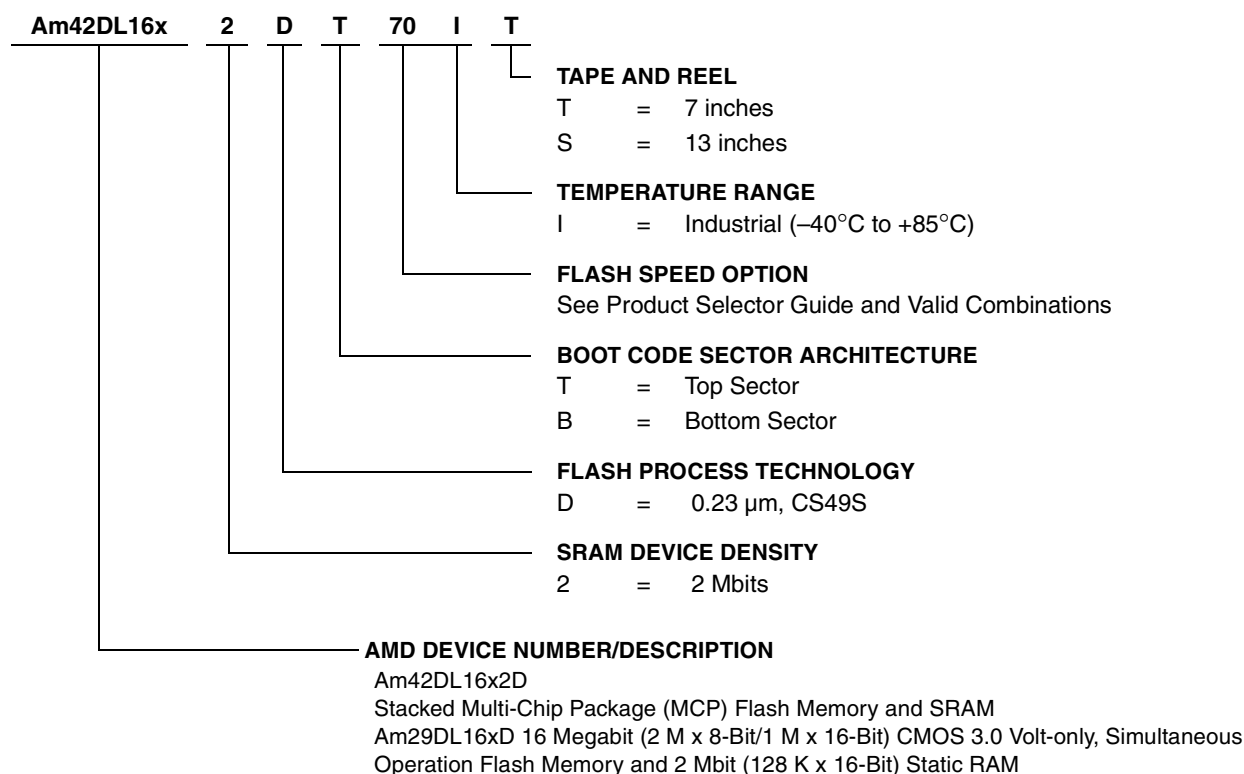 Am42DL16x 2 D T 70 I T
TAPE AND REEL
T = 7 inches
S = 13 inches
TEMPERATURE RANGE
I = Industrial (–40°C to +85°C)
FLASH SPEED OPTION
See Product Selector Guide and Valid Combinations
BOOT CODE SECTOR ARCHITECTURE
T = Top Sector
B = Bottom Sector
FLASH PROCESS TECHNOLOGY
D = 0.23 µm, CS49S
SRAM DEVICE DENSITY
2 = 2 Mbits
AMD DEVICE NUMBER/DESCRIPTION
Am42DL16x2D
Stacked Multi-Chip Package (MCP) Flash Memory and SRAM
Am29DL16xD 16 Megabit (2 M x 8-Bit/1 M x 16-Bit) CMOS 3.0 Volt-only, Simultaneous
Operation Flash Memory and 2 Mbit (128 K x 16-Bit) Static RAM